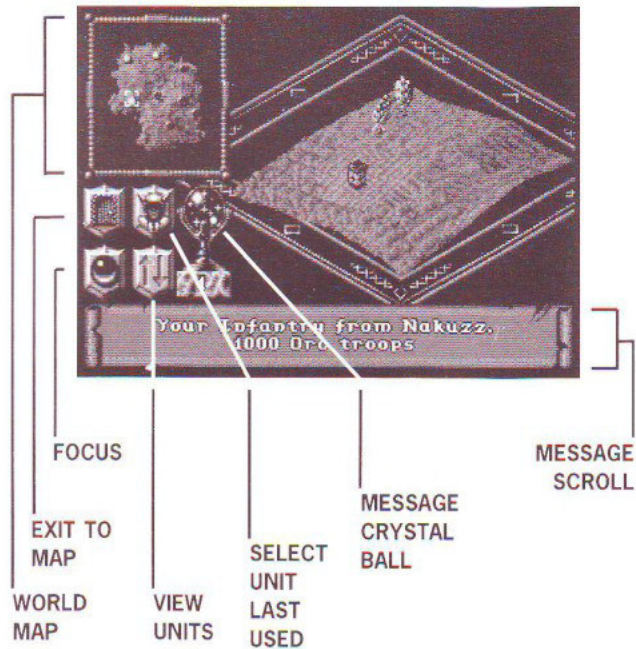 Your Infantry from Nakuzz.
1000 Orc troops
FOCUS
MESSAGE
SCROLL
EXIT TO
MAP
MESSAGE
CRYSTAL
BALL
SELECT
UNIT
LAST
USED
WORLD
MAP
VIEW
UNITS